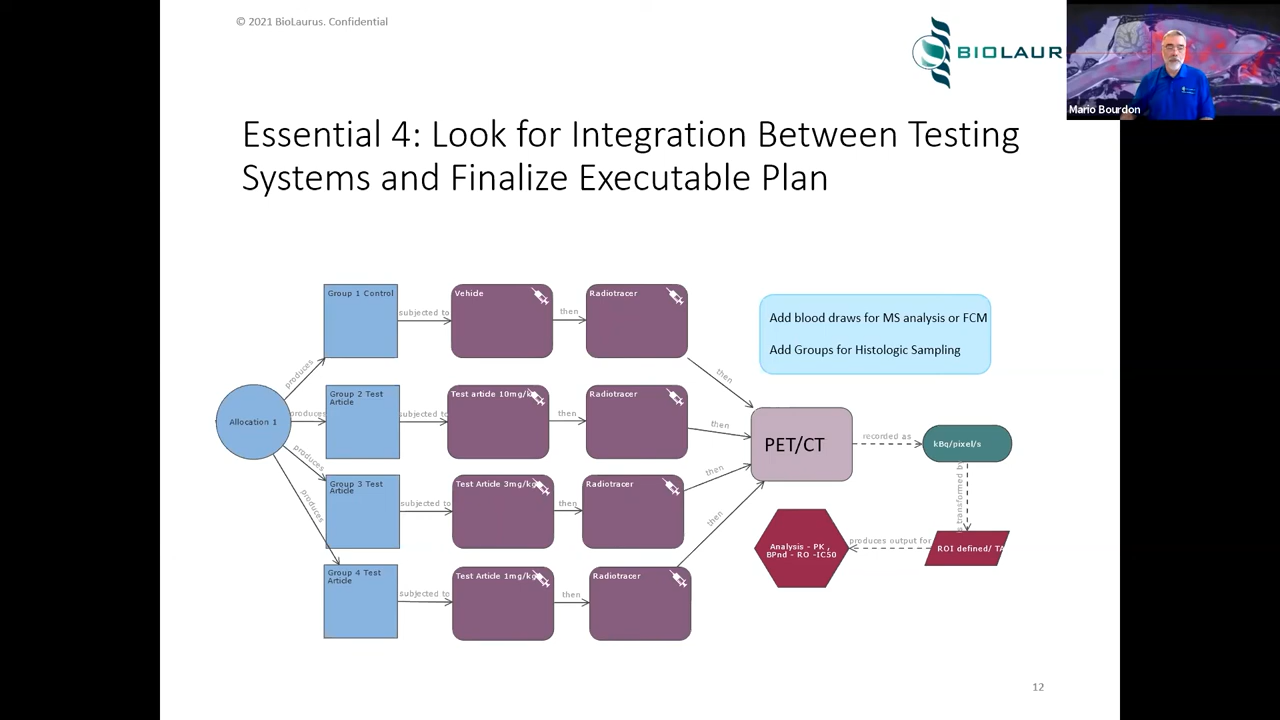 © 2021 BioLaurus. Confidential
BIOLAUR
Mario Bourdon
Essential 4: Look for Integration Between Testing
Systems and Finalize Executable Plan
Group 1 Control
subjected to
Vehicle
then
Radiotracer
then
Add blood draws for MS analysis or FCM
Add Groups for Histologic Sampling
produces
Allocation 1
produces
Group 2 Test
Article
subjected to
Test article 10mg/kg
then
Radiotracer
then
PET/CT
recorded as
kBq/pixel/s
produces
Group 3 Test
Article
subjected to
Test Article 3mg/kg
then
Radiotracer
then
is transformed by
ROI defined/ TA
produces output for
Analysis - PK ,
BPnd - RO -IC50
produces
Group 4 Test
Article
subjected to
Test Article 1mg/kg
then
Radiotracer
then
12